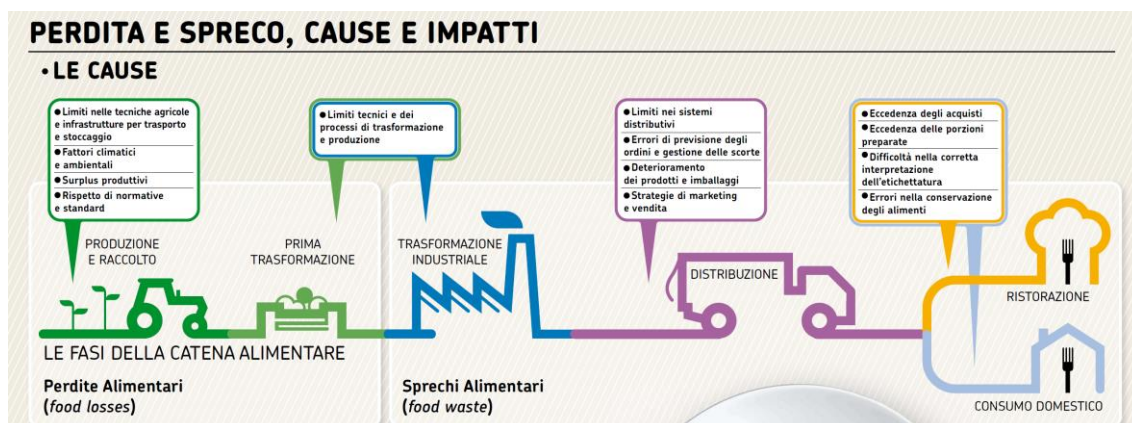 PERDITA E SPRECO, CAUSE E IMPATTI
• LE CAUSE
● Limiti nelle tecniche agricole
e infrastrutture per trasporto
e stoccaggio
● Fattori climatici
e ambientali
● Surplus produttivi
● Rispetto di normative
e standard
● Limiti tecnici e dei
processi di trasformazione
e produzione
● Limiti nei sistemi
distributivi
● Errori di previsione degli
ordini e gestione delle scorte
● Deterioramento
dei prodotti e imballaggi
● Strategie di marketing
e vendita
● Eccedenza degli acquisti
● Eccedenza delle porzioni
preparate
● Difficoltà nella corretta
interpretazione
dell'etichettatura
● Errori nella conservazione
degli alimenti
PRODUZIONE
E RACCOLTO
PRIMA
TRASFORMAZIONE
TRASFORMAZIONE
INDUSTRIALE
DISTRIBUZIONE
RISTORAZIONE
CONSUMO DOMESTICO
LE FASI DELLA CATENA ALIMENTARE
Perdite Alimentari
(food losses)
Sprechi Alimentari
(food waste)